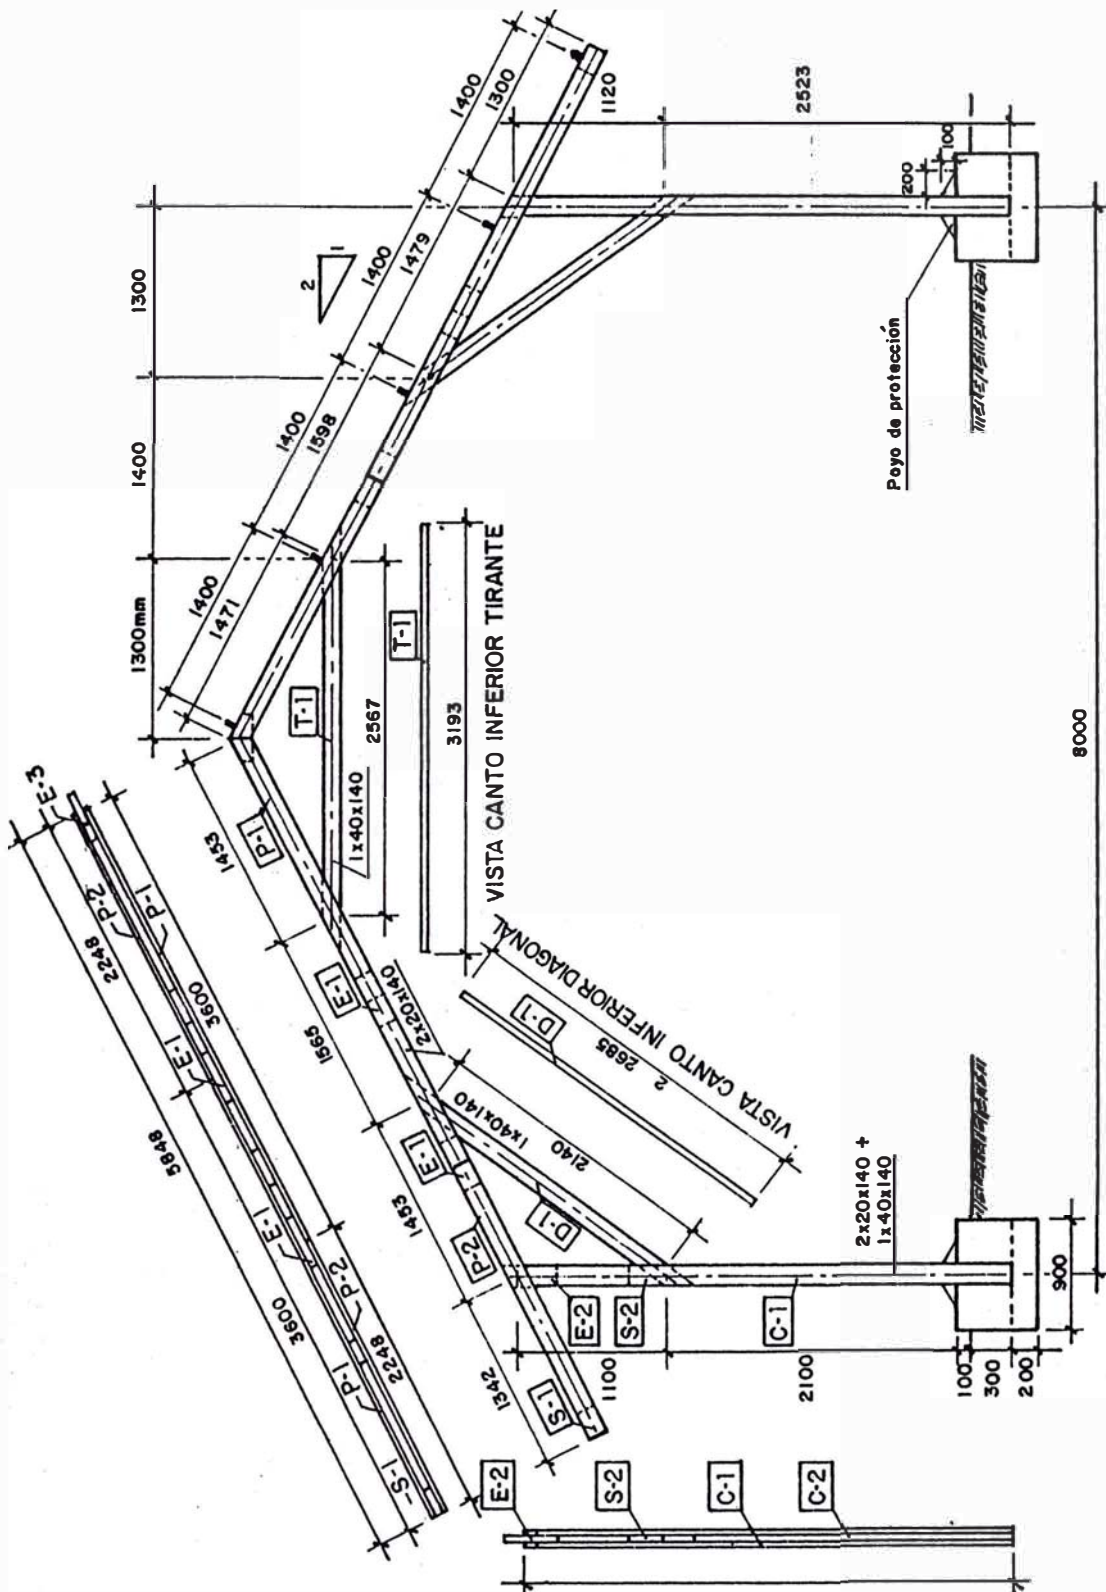 1300mm
1400
1300
1400
1471
1400
1598
1400
1479
1400
1300
2
1
1120
2523
200
100
Poyo de protección
E-3
P-2
P-1
2248
3600
5848
E-1
E-1
3600
P-2
P-1
2248
S-1
1453
P-1
T-1
1x40x140
2567
T-1
3193
VISTA CANTO INFERIOR TIRANTE
E-1
1565
2x20x140
E-1
1453
P-2
1x40x140
2140
D-1
D-1
2 2685
VISTA CANTO INFERIOR DIAGONAL
1342
S-1
E-2
S-2
C-1
1100
2100
2x20x140 +
1x40x140
100
300
200
900
8000
E-2
S-2
C-1
C-2